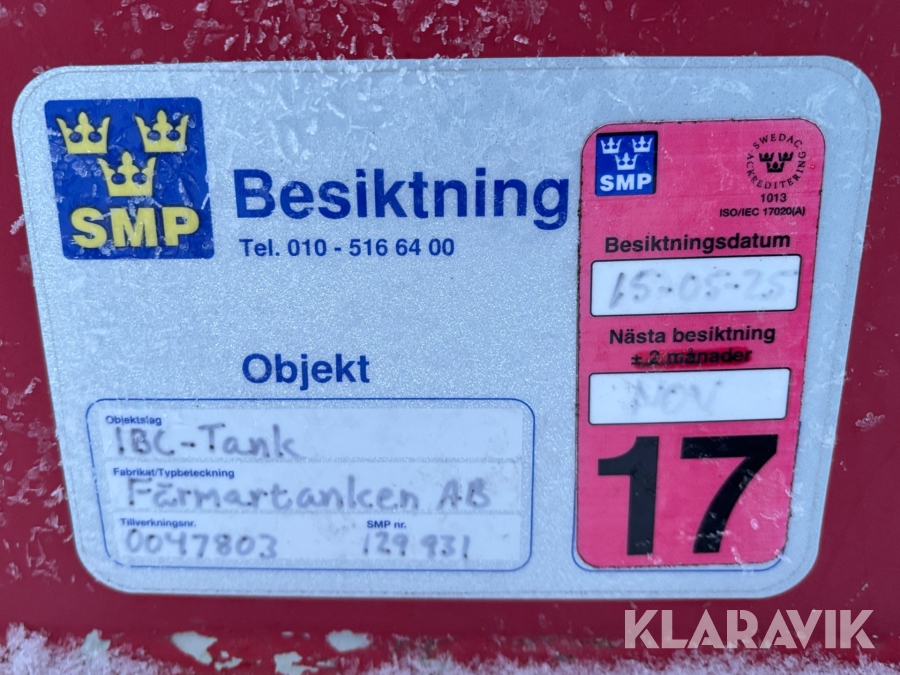 SMP
Besiktning
Tel. 010 - 516 64 00
Objekt
Objektslag
IBC-Tank
Fabrikat/Typbeteckning
Färmartanken AB
Tillverkningsnr.
0047803
SMP nr.
129 931
SMP
SWEDAC
ACKREDITERING
1013
ISO/IEC 17020(A)
Besiktningsdatum
15-05-25
Nästa besiktning
± 2 månader
NOV
17
KLARAVIK